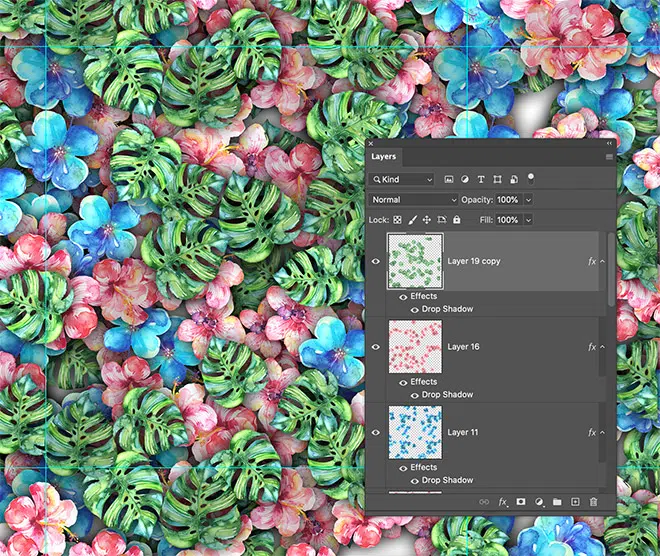 Layers
Kind
Normal Opacity: 100%
Lock: Fill: 100%
Layer 19 copy fx
Effects
Drop Shadow
Layer 16 fx
Effects
Drop Shadow
Layer 11 fx
Effects
Drop Shadow
fx